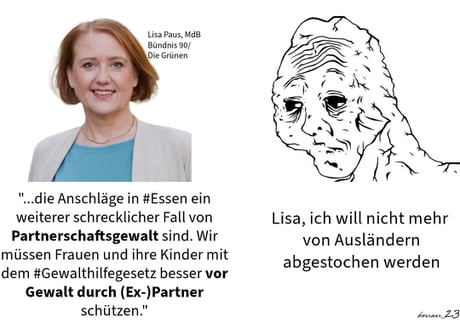 Lisa Paus, MdB
Bündnis 90/
Die Grünen
"...die Anschläge in #Essen ein
weiterer schrecklicher Fall von
Partnerschaftsgewalt sind. Wir
müssen Frauen und ihre Kinder mit
dem #Gewalthilfegesetz besser vor
Gewalt durch (Ex-)Partner
schützen."
Lisa, ich will nicht mehr
von Ausländern
abgestochen werden